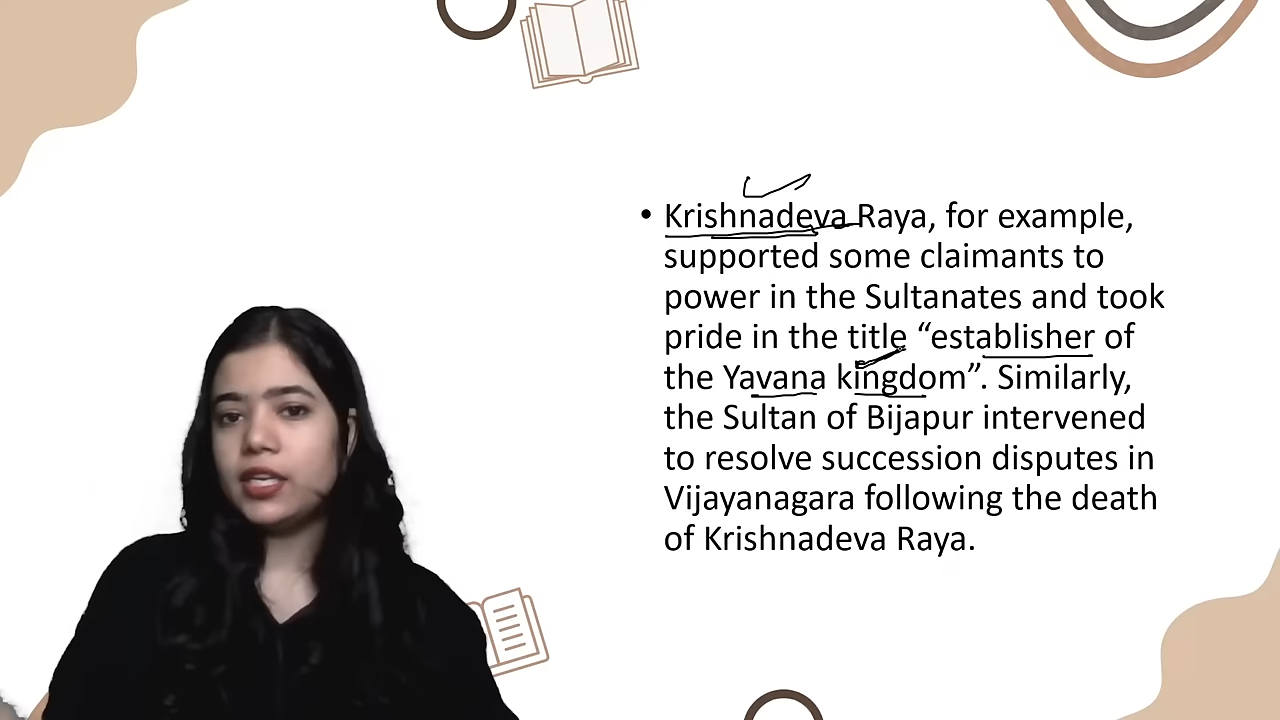 • Krishnadeva Raya, for example,
supported some claimants to
power in the Sultanates and took
pride in the title “establisher of
the Yavana kingdom”. Similarly,
the Sultan of Bijapur intervened
to resolve succession disputes in
Vijayanagara following the death
of Krishnadeva Raya.